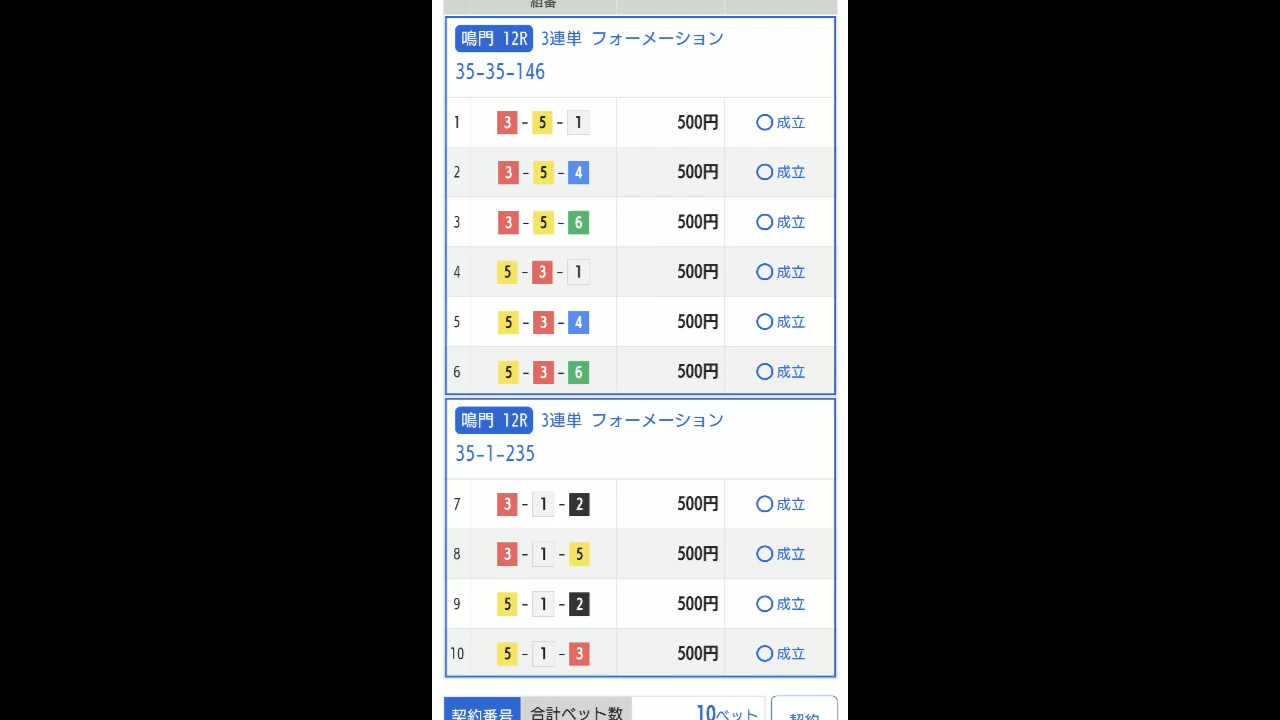 組番
鳴門 12R 3連単 フォーメーション
35-35-146
1 3-5-1 500円 ○成立
2 3-5-4 500円 ○成立
3 3-5-6 500円 ○成立
4 5-3-1 500円 ○成立
5 5-3-4 500円 ○成立
6 5-3-6 500円 ○成立
鳴門 12R 3連単 フォーメーション
35-1-235
7 3-1-2 500円 ○成立
8 3-1-5 500円 ○成立
9 5-1-2 500円 ○成立
10 5-1-3 500円 ○成立
契約番号 合計ベット数 10ベット 契約